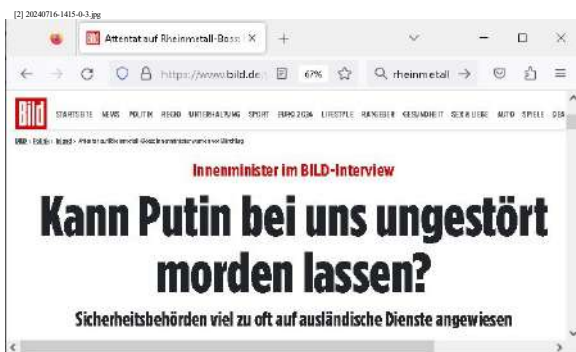 [2] 20240716-1415-0-3.jpg
Attentat auf Rheinmetall-Boss:
https://www.bild.de
67%
rheinmetall
Bild
STARTSEITE NEWS POLITIK REGIO UNTERHALTUNG SPORT EURO 2024 LIFESTYLE RATGEBER GESUNDHEIT SEX & LIEBE AUTO SPIELE DEA
Innenminister im BILD-Interview
Kann Putin bei uns ungestört
morden lassen?
Sicherheitsbehörden viel zu oft auf ausländische Dienste angewiesen